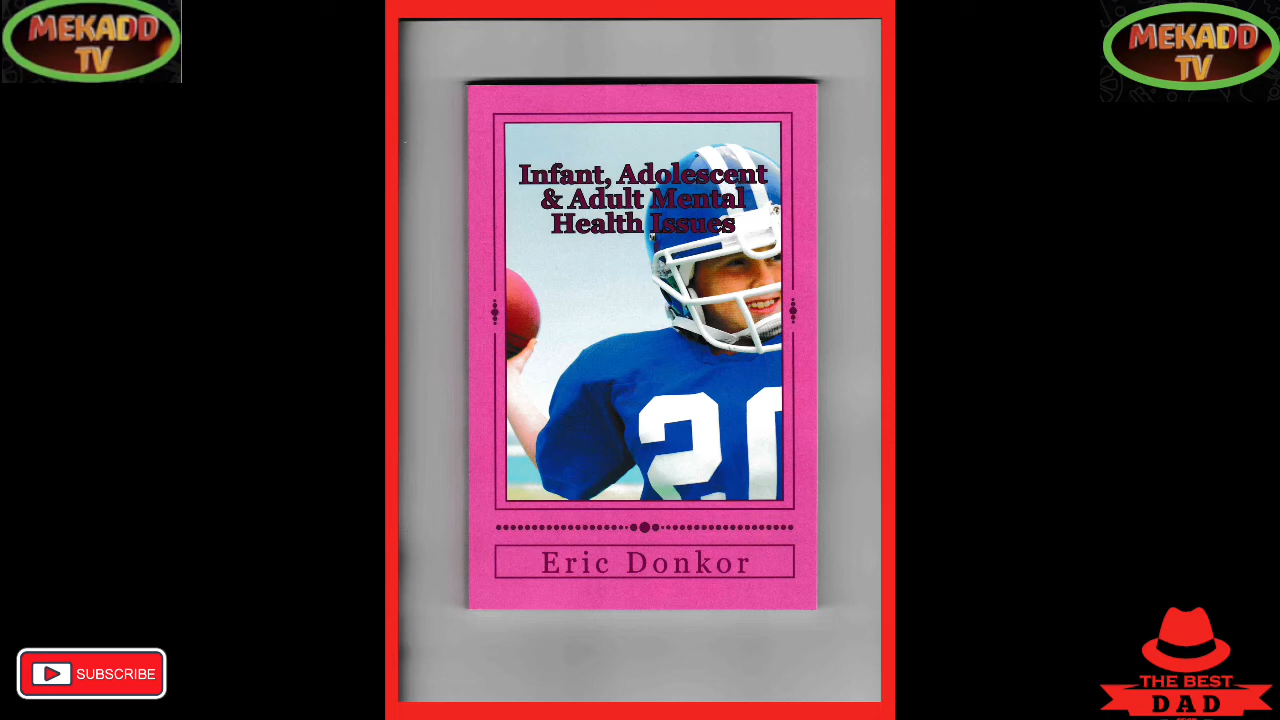 MEKADD
TV
MEKADD
TV
Infant, Adolescent
& Adult Mental
Health Issues
20
Eric Donkor
SUBSCRIBE
THE BEST
DAD